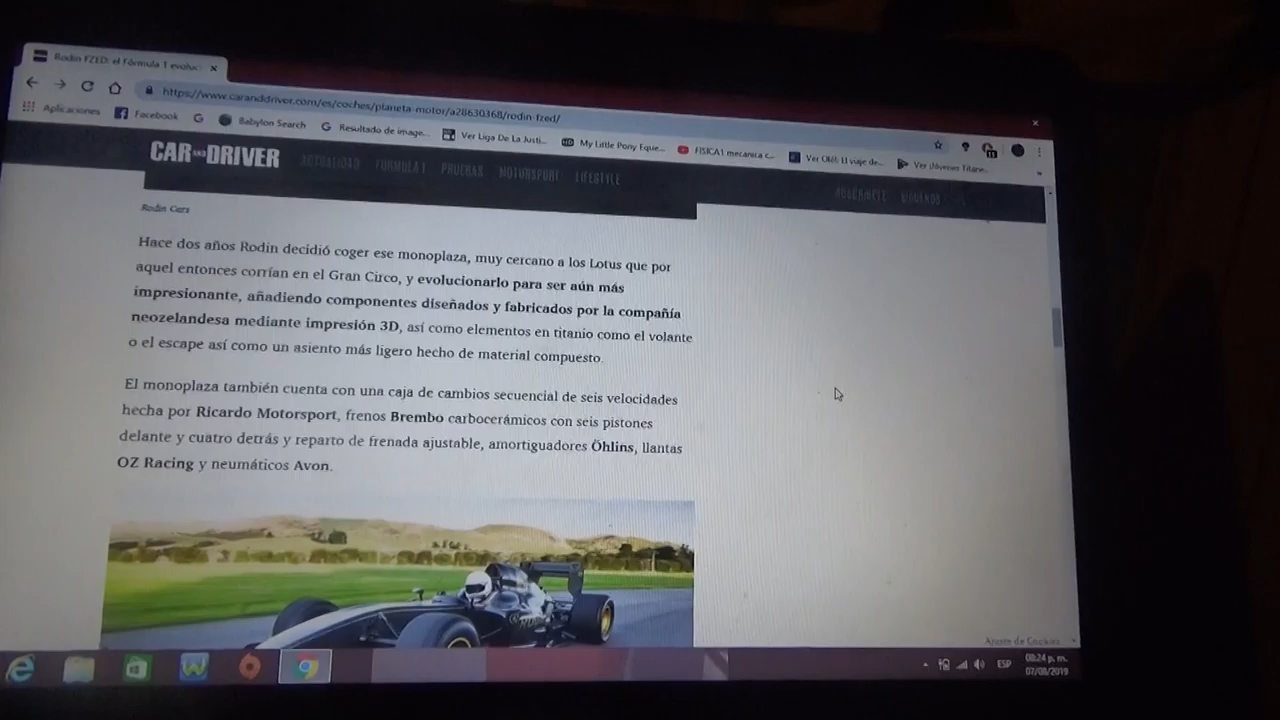 Rodin FZED: el Fórmula 1 evoluc
https://www.caranddriver.com/es/coches/planeta-motor/a28630368/rodin-fzed/
Aplicaciones Facebook Babylon Search Resultado de image... Ver Liga De La Justi... My Little Pony Eque... FISICA I mecanica c... Ver Olé!: El viaje de... Ver Jóvenes Titane...
CAR AND DRIVER ACTUALIDAD FÓRMULA 1 PRUEBAS MOTORSPORT LIFESTYLE SUSCRÍBETE SÍGUENOS
Rodin Cars
Hace dos años Rodin decidió coger ese monoplaza, muy cercano a los Lotus que por
aquel entonces corrían en el Gran Circo, y evolucionarlo para ser aún más
impresionante, añadiendo componentes diseñados y fabricados por la compañía
neozelandesa mediante impresión 3D, así como elementos en titanio como el volante
o el escape así como un asiento más ligero hecho de material compuesto.
El monoplaza también cuenta con una caja de cambios secuencial de seis velocidades
hecha por Ricardo Motorsport, frenos Brembo carbocerámicos con seis pistones
delante y cuatro detrás y reparto de frenada ajustable, amortiguadores Öhlins, llantas
OZ Racing y neumáticos Avon.
Ajuste de Cookies
ESP
08:24 p. m.
07/08/2019